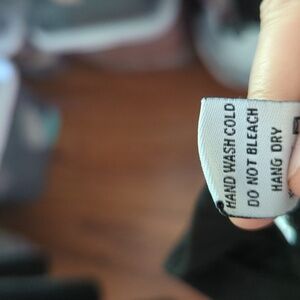 HAND WASH COLD
DO NOT BLEACH
HANG DRY